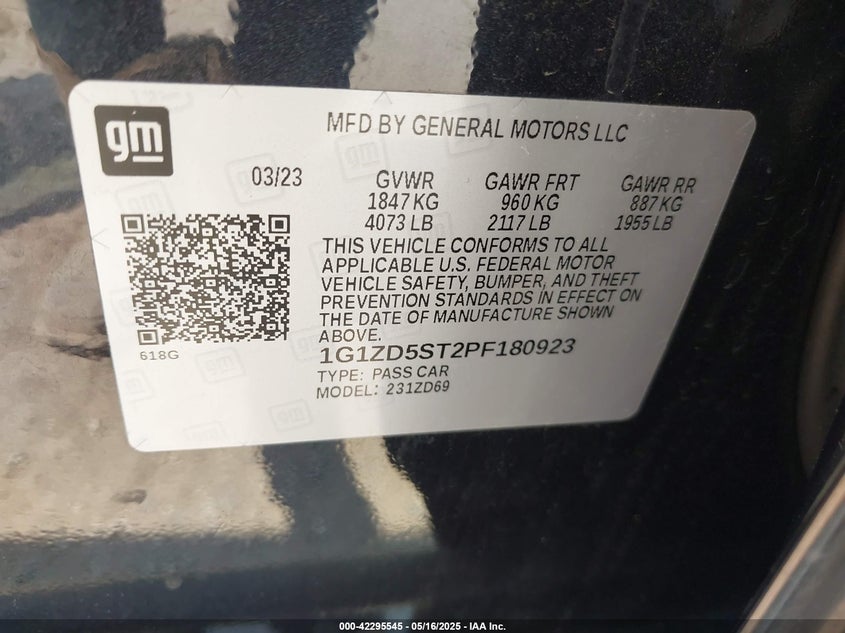 gm
MFD BY GENERAL MOTORS LLC
03/23
GVWR GAWR FRT GAWR RR
1847 KG 960 KG 887 KG
4073 LB 2117 LB 1955 LB
THIS VEHICLE CONFORMS TO ALL
APPLICABLE U.S. FEDERAL MOTOR
VEHICLE SAFETY, BUMPER, AND THEFT
PREVENTION STANDARDS IN EFFECT ON
THE DATE OF MANUFACTURE SHOWN
ABOVE.
618G
1G1ZD5ST2PF180923
TYPE: PASS CAR
MODEL: 231ZD69
000-42295545 - 05/16/2025 - IAA Inc.